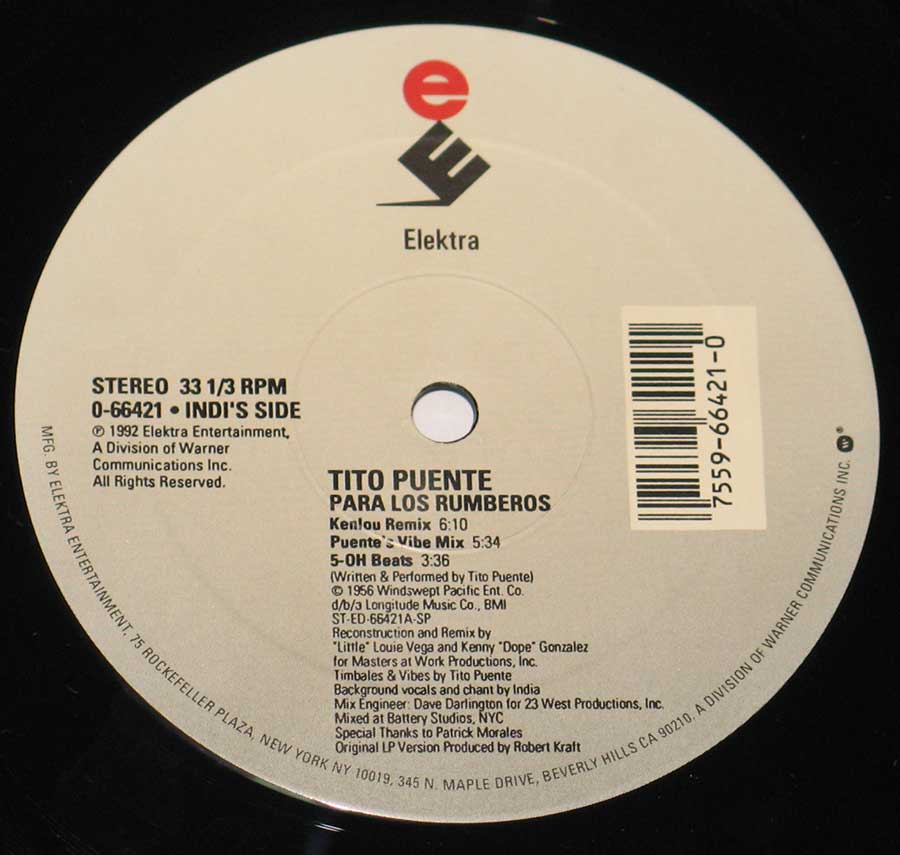 e
E
Elektra
STEREO 33 1/3 RPM
0-66421 • INDI'S SIDE
℗ 1992 Elektra Entertainment,
A Division of Warner
Communications Inc.
All Rights Reserved.
7559-66421-0
TITO PUENTE
PARA LOS RUMBEROS
Kenlou Remix 6:10
Puente's Vibe Mix 5:34
5-OH Beats 3:36
(Written & Performed by Tito Puente)
© 1956 Windswept Pacific Ent. Co.
d/b/a Longitude Music Co., BMI
ST-ED-66421A-SP
Reconstruction and Remix by
"Little" Louie Vega and Kenny "Dope" Gonzalez
for Masters at Work Productions, Inc.
Timbales & Vibes by Tito Puente
Background vocals and chant by India
Mix Engineer: Dave Darlington for 23 West Productions, Inc.
Mixed at Battery Studios, NYC
Special Thanks to Patrick Morales
Original LP Version Produced by Robert Kraft
MFG. BY ELEKTRA ENTERTAINMENT, 75 ROCKEFELLER PLAZA, NEW YORK NY 10019, 345 N. MAPLE DRIVE, BEVERLY HILLS CA 90210, A DIVISION OF WARNER COMMUNICATIONS INC. ®